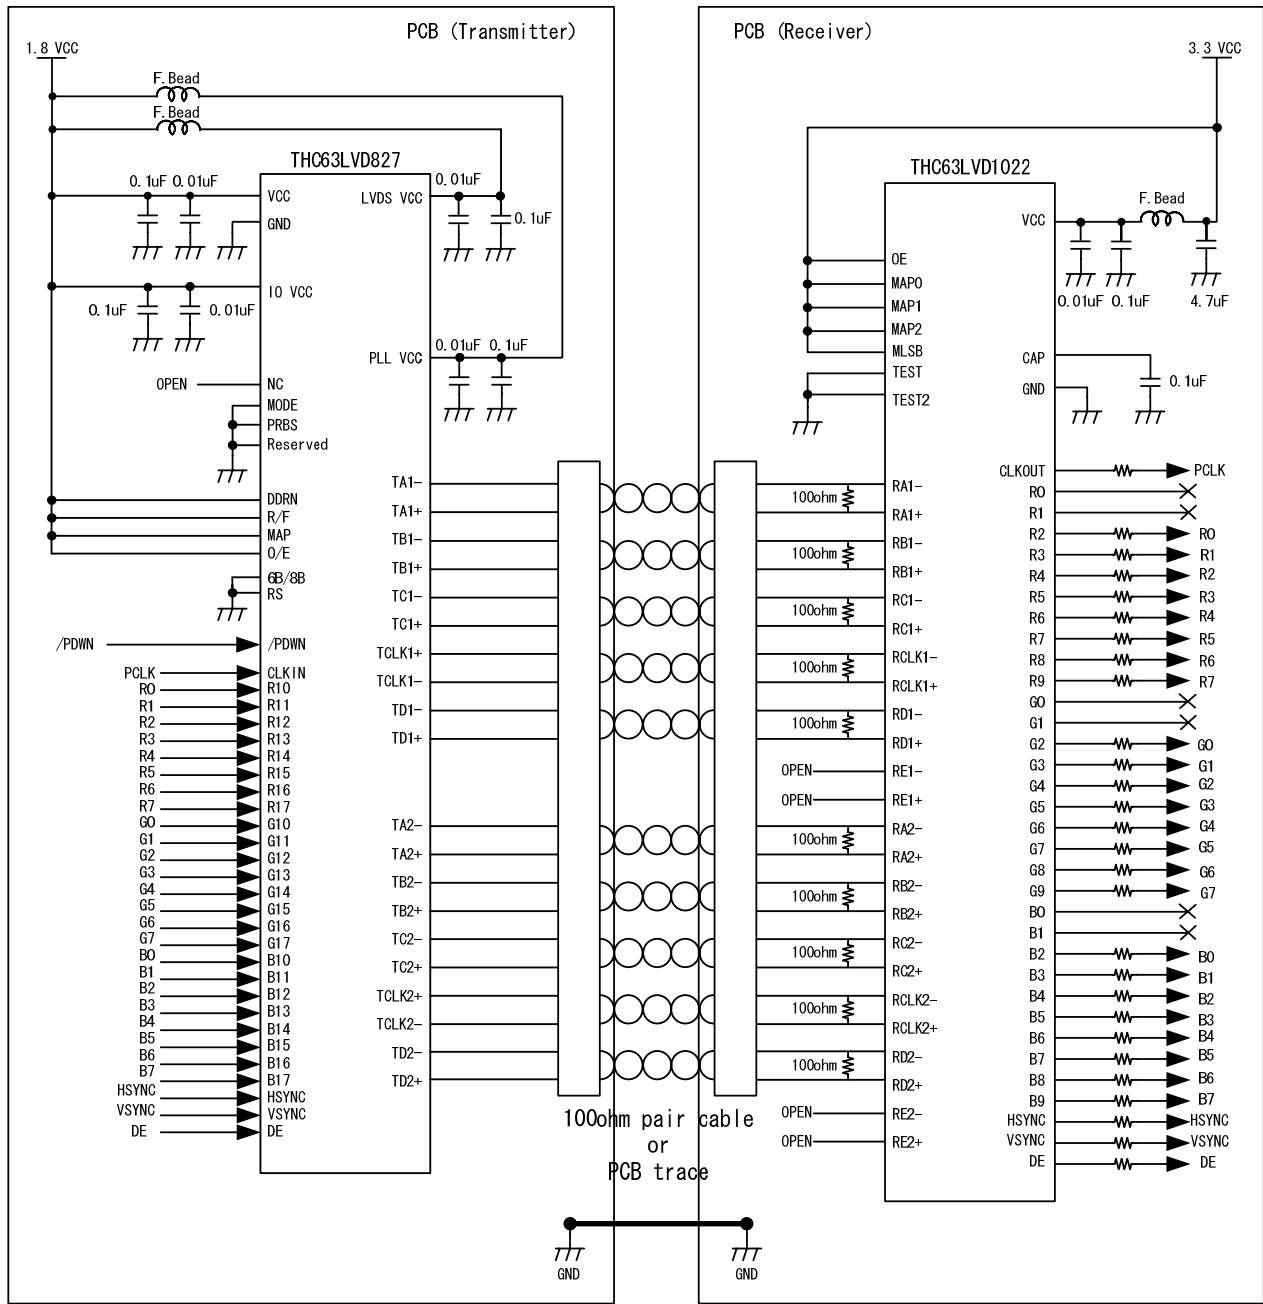 PCB (Transmitter)
1.8 VCC
F.Bead
F.Bead
THC63LVD827
0.1uF 0.01uF
VCC
GND
LVDS VCC
0.01uF
0.1uF
IO VCC
0.1uF
0.01uF
PLL VCC
0.01uF 0.1uF
OPEN
NC
MODE
PRBS
Reserved
DDRN
R/F
MAP
O/E
6B/8B
RS
/PDWN
/PDWN
PCLK CLKIN
R0 R10
R1 R11
R2 R12
R3 R13
R4 R14
R5 R15
R6 R16
R7 R17
G0 G10
G1 G11
G2 G12
G3 G13
G4 G14
G5 G15
G6 G16
G7 G17
B0 B10
B1 B11
B2 B12
B3 B13
B4 B14
B5 B15
B6 B16
B7 B17
HSYNC HSYNC
VSYNC VSYNC
DE DE
TA1-
TA1+
TB1-
TB1+
TC1-
TC1+
TCLK1+
TCLK1-
TD1-
TD1+
TA2-
TA2+
TB2-
TB2+
TC2-
TC2+
TCLK2+
TCLK2-
TD2-
TD2+
100ohm pair cable
or
PCB trace
GND
GND
PCB (Receiver)
3.3 VCC
THC63LVD1022
F.Bead
VCC
0.01uF 0.1uF
4.7uF
OE
MAP0
MAP1
MAP2
MLSB
TEST
TEST2
CAP
0.1uF
GND
100ohm
RA1-
RA1+
100ohm
RB1-
RB1+
100ohm
RC1-
RC1+
100ohm
RCLK1-
RCLK1+
100ohm
RD1-
RD1+
OPEN
RE1-
OPEN
RE1+
100ohm
RA2-
RA2+
100ohm
RB2-
RB2+
100ohm
RC2-
RC2+
100ohm
RCLK2-
RCLK2+
100ohm
RD2-
RD2+
OPEN
RE2-
OPEN
RE2+
CLKOUT PCLK
R0
R1
R2 R0
R3 R1
R4 R2
R5 R3
R6 R4
R7 R5
R8 R6
R9 R7
G0
G1
G2 G0
G3 G1
G4 G2
G5 G3
G6 G4
G7 G5
G8 G6
G9 G7
B0
B1
B2 B0
B3 B1
B4 B2
B5 B3
B6 B4
B7 B5
B8 B6
B9 B7
HSYNC HSYNC
VSYNC VSYNC
DE DE